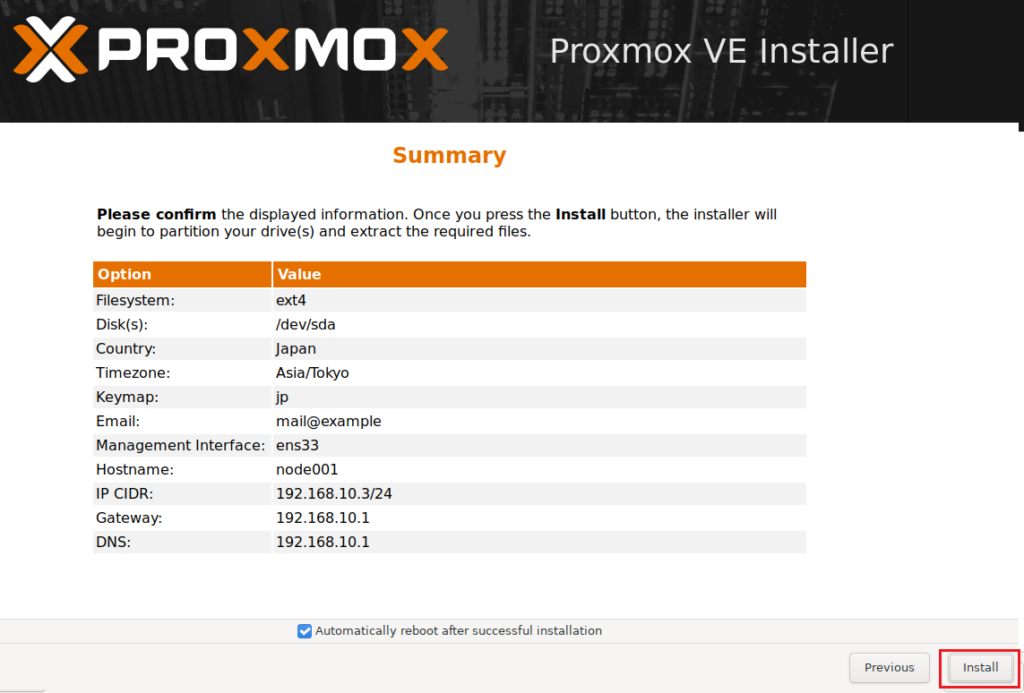 PROXMOX
Proxmox VE Installer
Summary
Please confirm the displayed information. Once you press the Install button, the installer will
begin to partition your drive(s) and extract the required files.
Option Value
Filesystem: ext4
Disk(s): /dev/sda
Country: Japan
Timezone: Asia/Tokyo
Keymap: jp
Email: mail@example
Management Interface: ens33
Hostname: node001
IP CIDR: 192.168.10.3/24
Gateway: 192.168.10.1
DNS: 192.168.10.1
Automatically reboot after successful installation
Previous Install